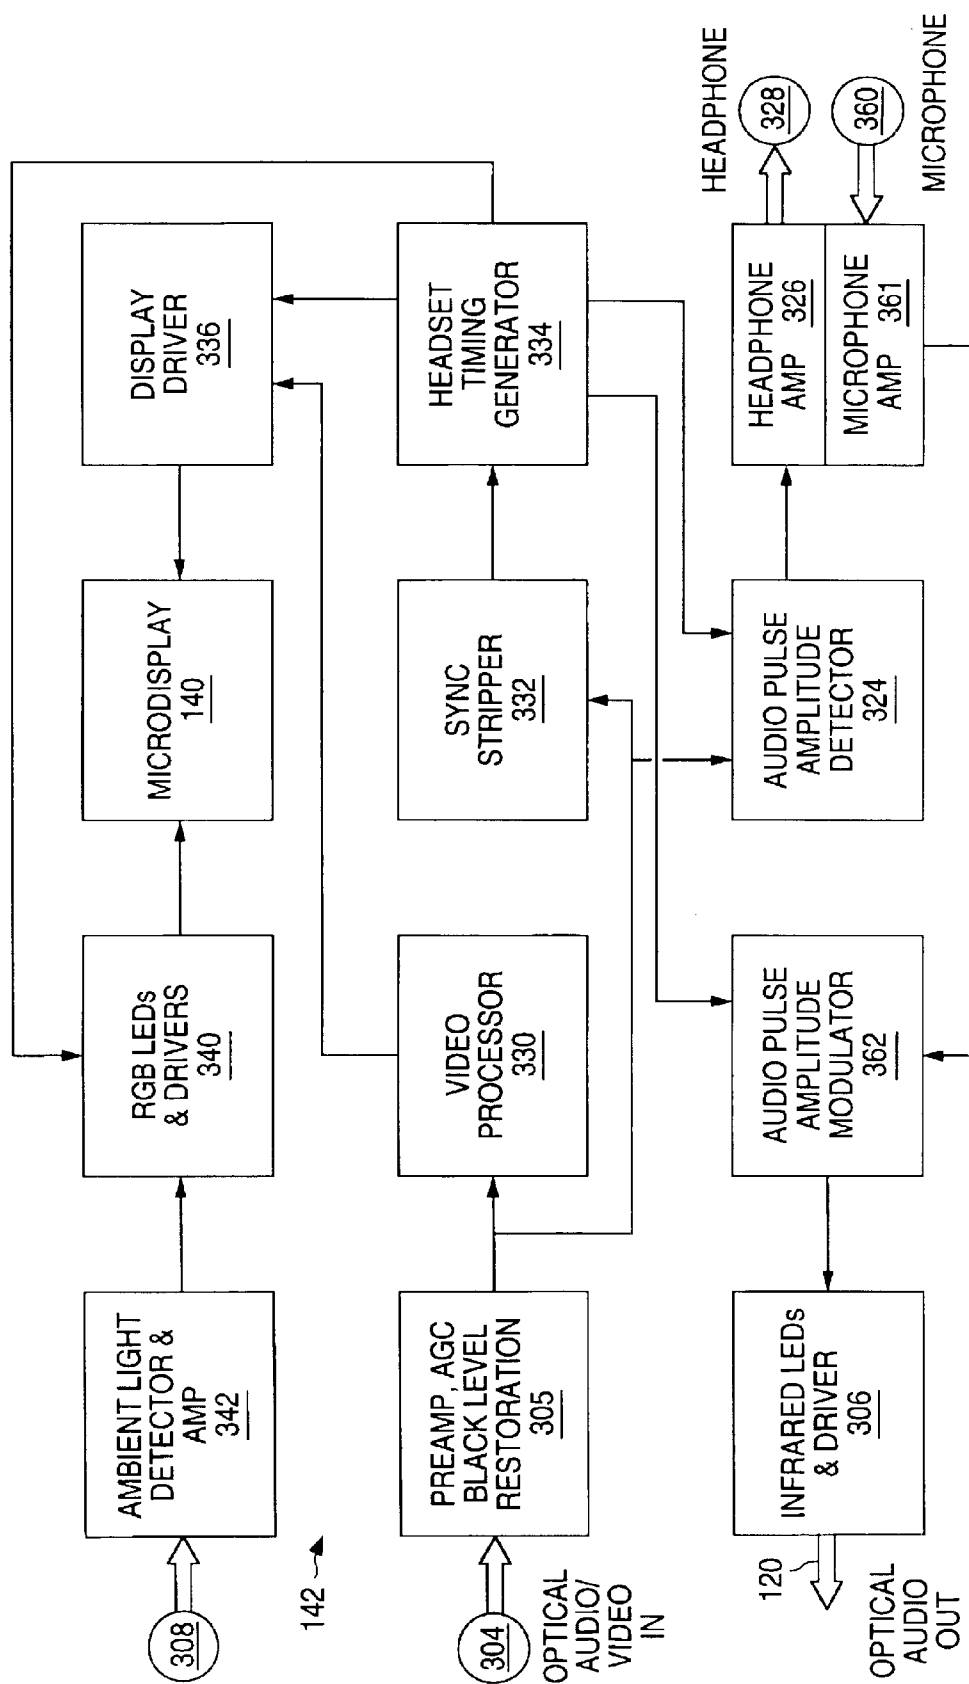 308
AMBIENT LIGHT
DETECTOR &
AMP
342
RGB LEDs
& DRIVERS
340
MICRODISPLAY
140
DISPLAY
DRIVER
336
142
304
OPTICAL
AUDIO/
VIDEO
IN
PREAMP, AGC
BLACK LEVEL
RESTORATION
305
VIDEO
PROCESSOR
330
SYNC
STRIPPER
332
HEADSET
TIMING
GENERATOR
334
120
OPTICAL
AUDIO
OUT
INFRARED LEDs
& DRIVER
306
AUDIO PULSE
AMPLITUDE
MODULATOR
362
AUDIO PULSE
AMPLITUDE
DETECTOR
324
HEADPHONE
AMP
326
MICROPHONE
AMP
361
HEADPHONE
328
360
MICROPHONE